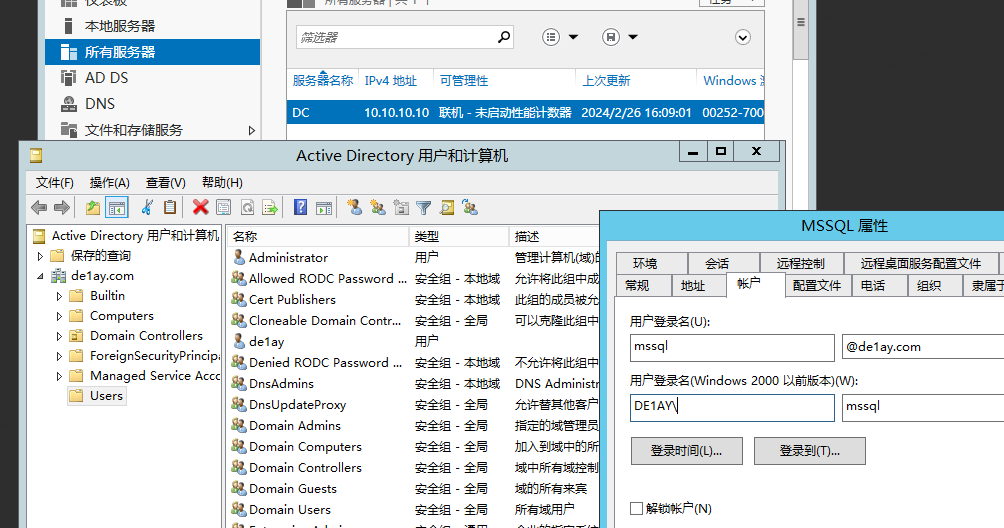 仪表板
所有服务器 | 共 1 个
任务
本地服务器
所有服务器
AD DS
DNS
文件和存储服务
筛选器
服务器名称 IPv4 地址 可管理性 上次更新 Windows
DC 10.10.10.10 联机 - 未启动性能计数器 2024/2/26 16:09:01 00252-700
Active Directory 用户和计算机
文件(F) 操作(A) 查看(V) 帮助(H)
Active Directory 用户和计算机
保存的查询
de1ay.com
Builtin
Computers
Domain Controllers
ForeignSecurityPrincipa
Managed Service Acco
Users
名称 类型 描述
Administrator 用户 管理计算机(域)的
Allowed RODC Password ... 安全组 - 本地域 允许将此组中成
Cert Publishers 安全组 - 本地域 此组的成员被允
Cloneable Domain Contr... 安全组 - 全局 可以克隆此组中
de1ay 用户
Denied RODC Password ... 安全组 - 本地域 不允许将此组中
DnsAdmins 安全组 - 本地域 DNS Administr
DnsUpdateProxy 安全组 - 全局 允许替其他客户
Domain Admins 安全组 - 全局 指定的域管理员
Domain Computers 安全组 - 全局 加入到域中的所
Domain Controllers 安全组 - 全局 域中所有域控制
Domain Guests 安全组 - 全局 域的所有来宾
Domain Users 安全组 - 全局 所有域用户
MSSQL 属性
环境 会话 远程控制 远程桌面服务配置文件
常规 地址 帐户 配置文件 电话 组织 隶属于
用户登录名(U):
mssql @de1ay.com
用户登录名(Windows 2000 以前版本)(W):
DE1AY\ mssql
登录时间(L)... 登录到(T)...
解锁帐户(N)